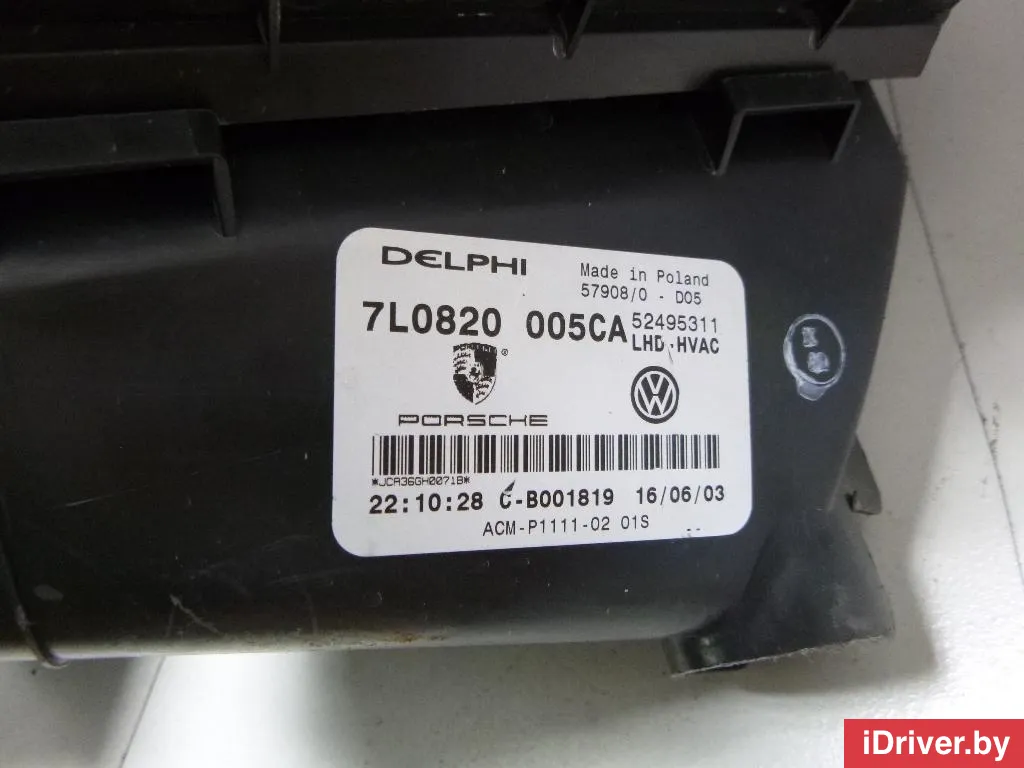 DELPHI
Made in Poland
57908/0 - D05
7L0820 005CA
52495311
LHD-HVAC
PORSCHE
PORSCHE
*JCA36GH0071B*
22:10:28 C-B001819 16/06/03
ACM-P1111-02 01S --
iDriver.by